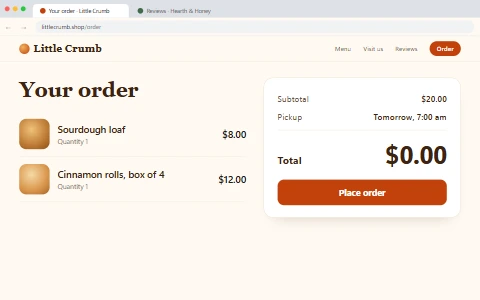 Your order - Little Crumb
Reviews - Hearth & Honey
littlecrumb.shop/order
Little Crumb
Menu
Visit us
Reviews
Order
Your order
Sourdough loaf
Quantity 1
$8.00
Cinnamon rolls, box of 4
Quantity 1
$12.00
Subtotal
$20.00
Pickup
Tomorrow, 7:00 am
Total
$0.00
Place order